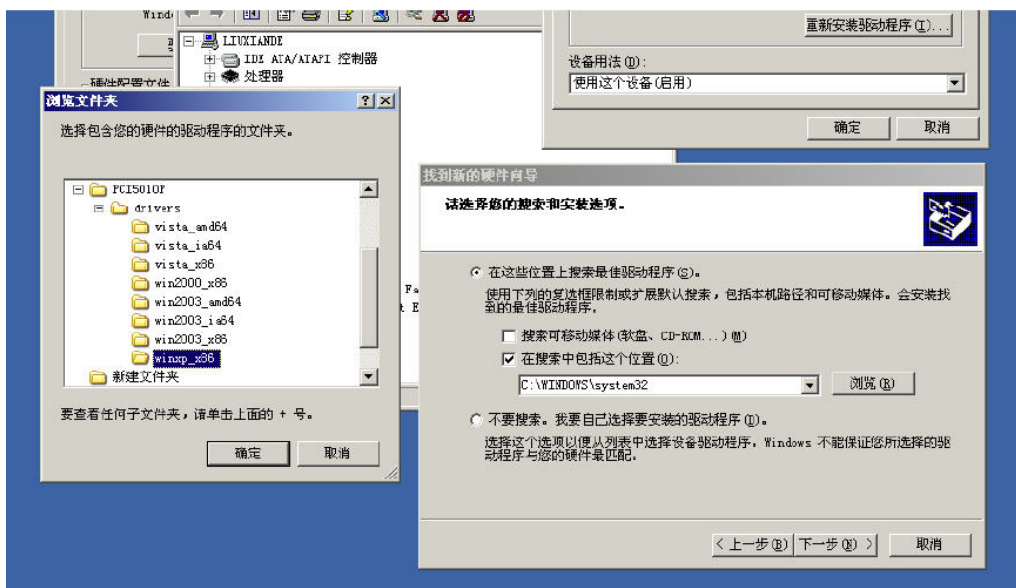 Wind
LIUXIANDE
IDE ATA/ATAPI 控制器
处理器
硬件配置文件
重新安装驱动程序(I)...
设备用法(D):
使用这个设备(启用)
确定
取消
浏览文件夹
选择包含您的硬件的驱动程序的文件夹。
PCI5010F
drivers
vista_amd64
vista_ia64
vista_x86
win2000_x86
win2003_amd64
win2003_ia64
win2003_x86
winxp_x86
新建文件夹
要查看任何子文件夹，请单击上面的 + 号。
确定
取消
找到新的硬件向导
请选择您的搜索和安装选项。
在这些位置上搜索最佳驱动程序(S)。
使用下列的复选框限制或扩展默认搜索，包括本机路径和可移动媒体。会安装找
到的最佳驱动程序。
搜索可移动媒体(软盘、CD-ROM...)(M)
在搜索中包括这个位置(O):
C:\WINDOWS\system32
浏览(R)
不要搜索。我要自己选择要安装的驱动程序(D)。
选择这个选项以便从列表中选择设备驱动程序。Windows 不能保证您所选择的驱
动程序与您的硬件最匹配。
< 上一步(B)
下一步(N) >
取消